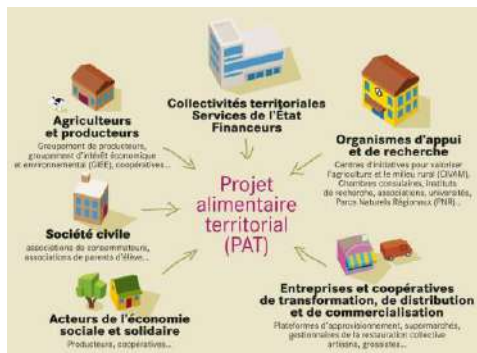 Collectivités territoriales
Services de l'État
Financeurs
Agriculteurs
et producteurs
Groupement de producteurs,
groupement d'intérêt économique
et environnemental (GIEE), coopératives...
Organismes d'appui
et de recherche
Centres d'initiatives pour valoriser
l'agriculture et le milieu rural (CIVAM),
Chambres consulaires, instituts
de recherche, associations, universités,
Parcs Naturels Régionaux (PNR)...
Projet
alimentaire
territorial
(PAT)
Société civile
associations de consommateurs,
associations de parents d'élève...
Entreprises et coopératives
de transformation, de distribution
et de commercialisation
Plateformes d'approvisionnement, supermarchés,
gestionnaires de la restauration collective
artisans, grossistes...
Acteurs de l'économie
sociale et solidaire
Producteurs, coopératives...